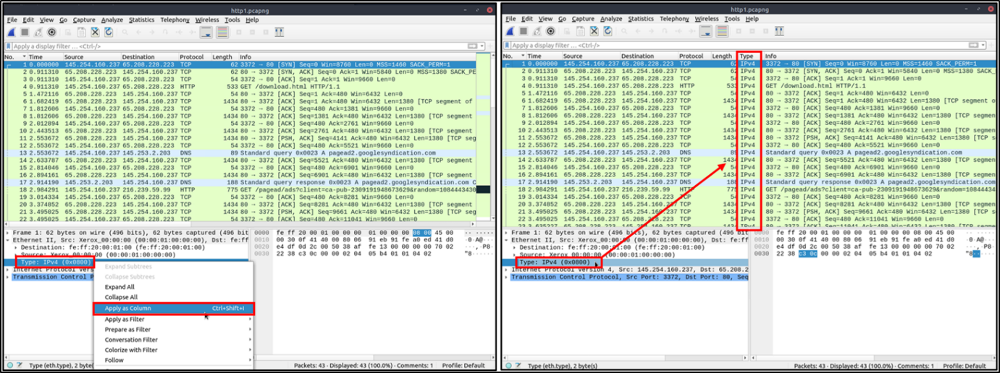 http1.pcapng
File Edit View Go Capture Analyze Statistics Telephony Wireless Tools Help
Apply a display filter ... <Ctrl-/>
No. Time Source Destination Protocol Length Info
1 0.000000 145.254.160.237 65.208.228.223 TCP 62 3372 → 80 [SYN] Seq=0 Win=8760 Len=0 MSS=1460 SACK_PERM=1
2 0.911310 65.208.228.223 145.254.160.237 TCP 62 80 → 3372 [SYN, ACK] Seq=0 Ack=1 Win=5840 Len=0 MSS=1380 SACK_PE
3 0.911310 145.254.160.237 65.208.228.223 TCP 54 3372 → 80 [ACK] Seq=1 Ack=1 Win=9660 Len=0
4 0.911310 145.254.160.237 65.208.228.223 HTTP 533 GET /download.html HTTP/1.1
5 1.472116 65.208.228.223 145.254.160.237 TCP 54 80 → 3372 [ACK] Seq=1 Ack=480 Win=6432 Len=0
6 1.682419 65.208.228.223 145.254.160.237 TCP 1434 80 → 3372 [ACK] Seq=1 Ack=480 Win=6432 Len=1380 [TCP segment of
7 1.812606 145.254.160.237 65.208.228.223 TCP 54 3372 → 80 [ACK] Seq=480 Ack=1381 Win=9660 Len=0
8 1.812606 65.208.228.223 145.254.160.237 TCP 1434 80 → 3372 [ACK] Seq=1381 Ack=480 Win=6432 Len=1380 [TCP segment
9 2.012894 145.254.160.237 65.208.228.223 TCP 54 3372 → 80 [ACK] Seq=480 Ack=2761 Win=9660 Len=0
10 2.443513 65.208.228.223 145.254.160.237 TCP 1434 80 → 3372 [ACK] Seq=2761 Ack=480 Win=6432 Len=1380 [TCP segment
11 2.553672 65.208.228.223 145.254.160.237 TCP 1434 80 → 3372 [PSH, ACK] Seq=4141 Ack=480 Win=6432 Len=1380 [TCP seg
12 2.553672 145.254.160.237 65.208.228.223 TCP 54 3372 → 80 [ACK] Seq=480 Ack=5521 Win=9660 Len=0
13 2.553672 145.254.160.237 145.253.2.203 DNS 89 Standard query 0x0023 A pagead2.googlesyndication.com
14 2.633787 65.208.228.223 145.254.160.237 TCP 1434 80 → 3372 [ACK] Seq=5521 Ack=480 Win=6432 Len=1380 [TCP segment
15 2.814046 145.254.160.237 65.208.228.223 TCP 54 3372 → 80 [ACK] Seq=480 Ack=6901 Win=9660 Len=0
16 2.894161 65.208.228.223 145.254.160.237 TCP 1434 80 → 3372 [ACK] Seq=6901 Ack=480 Win=6432 Len=1380 [TCP segment
17 2.914190 145.253.2.203 145.254.160.237 DNS 188 Standard query response 0x0023 A pagead2.googlesyndication.com C
18 2.984291 145.254.160.237 216.239.59.99 HTTP 775 GET /pagead/ads?client=ca-pub-2309191948673629&random=1084443430
19 3.014334 145.254.160.237 65.208.228.223 TCP 54 3372 → 80 [ACK] Seq=480 Ack=8281 Win=9660 Len=0
20 3.374852 65.208.228.223 145.254.160.237 TCP 1434 80 → 3372 [ACK] Seq=8281 Ack=480 Win=6432 Len=1380 [TCP segment
21 3.495025 65.208.228.223 145.254.160.237 TCP 1434 80 → 3372 [PSH, ACK] Seq=9661 Ack=480 Win=6432 Len=1380 [TCP seg
22 3.495025 145.254.160.237 65.208.228.223 TCP 54 3372 → 80 [ACK] Seq=480 Ack=11041 Win=9660 Len=0
Frame 1: 62 bytes on wire (496 bits), 62 bytes captured (496 bit
Ethernet II, Src: Xerox_00:00:00 (00:00:01:00:00:00), Dst: fe:ff
Destination: fe:ff:20:00:01:00 (fe:ff:20:00:01:00)
Source: Xerox_00:00:00 (00:00:01:00:00:00)
Type: IPv4 (0x0800)
Internet Protocol
Transmission Control P
0000 fe ff 20 00 01 00 00 00 01 00 00 00 08 00 45 00
0010 00 30 0f 41 40 00 80 06 91 eb 91 fe a0 ed 41 d0 ·0·A@···
0020 e4 df 0d 2c 00 50 38 af fe 13 00 00 00 00 70 02 ···,·P8·
0030 22 38 c3 0c 00 00 02 04 05 b4 01 01 04 02 "8······
Expand Subtrees
Collapse Subtrees
Expand All
Collapse All
Apply as Column Ctrl+Shift+I
Apply as Filter
Prepare as Filter
Conversation Filter
Colorize with Filter
Follow
Type (eth.type), 2 byte(
Packets: 43 · Displayed: 43 (100.0%) · Comments: 1 Profile: Default
http1.pcapng
File Edit View Go Capture Analyze Statistics Telephony Wireless Tools Help
Apply a display filter ... <Ctrl-/>
No. Time Source Destination Protocol Length Type Info
1 0.000000 145.254.160.237 65.208.228.223 TCP 62 IPv4 3372 → 80 [SYN] Seq=0 Win=8760 Len=0 MSS=1460 SACK_PERM=1
2 0.911310 65.208.228.223 145.254.160.237 TCP 62 IPv4 80 → 3372 [SYN, ACK] Seq=0 Ack=1 Win=5840 Len=0 MSS=1380 SAC
3 0.911310 145.254.160.237 65.208.228.223 TCP 54 IPv4 3372 → 80 [ACK] Seq=1 Ack=1 Win=9660 Len=0
4 0.911310 145.254.160.237 65.208.228.223 HTTP 533 IPv4 GET /download.html HTTP/1.1
5 1.472116 65.208.228.223 145.254.160.237 TCP 54 IPv4 80 → 3372 [ACK] Seq=1 Ack=480 Win=6432 Len=0
6 1.682419 65.208.228.223 145.254.160.237 TCP 1434 IPv4 80 → 3372 [ACK] Seq=1 Ack=480 Win=6432 Len=1380 [TCP segment
7 1.812606 145.254.160.237 65.208.228.223 TCP 54 IPv4 3372 → 80 [ACK] Seq=480 Ack=1381 Win=9660 Len=0
8 1.812606 65.208.228.223 145.254.160.237 TCP 1434 IPv4 80 → 3372 [ACK] Seq=1381 Ack=480 Win=6432 Len=1380 [TCP segm
9 2.012894 145.254.160.237 65.208.228.223 TCP 54 IPv4 3372 → 80 [ACK] Seq=480 Ack=2761 Win=9660 Len=0
10 2.443513 65.208.228.223 145.254.160.237 TCP 1434 IPv4 80 → 3372 [ACK] Seq=2761 Ack=480 Win=6432 Len=1380 [TCP segm
11 2.553672 65.208.228.223 145.254.160.237 TCP 1434 IPv4 80 → 3372 [PSH, ACK] Seq=4141 Ack=480 Win=6432 Len=1380 [TCP
12 2.553672 145.254.160.237 65.208.228.223 TCP 54 IPv4 3372 → 80 [ACK] Seq=480 Ack=5521 Win=9660 Len=0
13 2.553672 145.254.160.237 145.253.2.203 DNS 89 IPv4 Standard query 0x0023 A pagead2.googlesyndication.com
14 2.633787 65.208.228.223 145.254.160.237 TCP 1434 IPv4 80 → 3372 [ACK] Seq=5521 Ack=480 Win=6432 Len=1380 [TCP segm
15 2.814046 145.254.160.237 65.208.228.223 TCP 54 IPv4 3372 → 80 [ACK] Seq=480 Ack=6901 Win=9660 Len=0
16 2.894161 65.208.228.223 145.254.160.237 TCP 1434 IPv4 80 → 3372 [ACK] Seq=6901 Ack=480 Win=6432 Len=1380 [TCP segm
17 2.914190 145.253.2.203 145.254.160.237 DNS 188 IPv4 Standard query response 0x0023 A pagead2.googlesyndication.c
18 2.984291 145.254.160.237 216.239.59.99 HTTP 775 IPv4 GET /pagead/ads?client=ca-pub-2309191948673629&random=108444
19 3.014334 145.254.160.237 65.208.228.223 TCP 54 IPv4 3372 → 80 [ACK] Seq=480 Ack=8281 Win=9660 Len=0
20 3.374852 65.208.228.223 145.254.160.237 TCP 1434 IPv4 80 → 3372 [ACK] Seq=8281 Ack=480 Win=6432 Len=1380 [TCP segm
21 3.495025 65.208.228.223 145.254.160.237 TCP 1434 IPv4 80 → 3372 [PSH, ACK] Seq=9661 Ack=480 Win=6432 Len=1380 [TCP
22 3.495025 145.254.160.237 65.208.228.223 TCP 54 IPv4 3372 → 80 [ACK] Seq=480 Ack=11041 Win=9660 Len=0
Frame 1: 62 bytes on wire (496 bits), 62 bytes captured (496 bit
Ethernet II, Src: Xerox_00:00:00 (00:00:01:00:00:00), Dst: fe:ff
Destination: fe:ff:20:00:01:00 (fe:ff:20:00:01:00)
Source: Xerox_00:00:00 (00:00:01:00:00:00)
Type: IPv4 (0x0800)
Internet Protocol Version 4, Src: 145.254.160.237, Dst: 65.208.2
Transmission Control Protocol, Src Port: 3372, Dst Port: 80, Seq
0000 fe ff 20 00 01 00 00 00 01 00 00 00 08 00 45 00
0010 00 30 0f 41 40 00 80 06 91 eb 91 fe a0 ed 41 d0 ·0·A@···
0020 e4 df 0d 2c 00 50 38 af fe 13 00 00 00 00 70 02 ···,·P8·
0030 22 38 c3 0c 00 00 02 04 05 b4 01 01 04 02 "8··
Type (eth.type), 2 byte(s)
Packets: 43 · Displayed: 43 (100.0%) · Comments: 1 Profile: Default